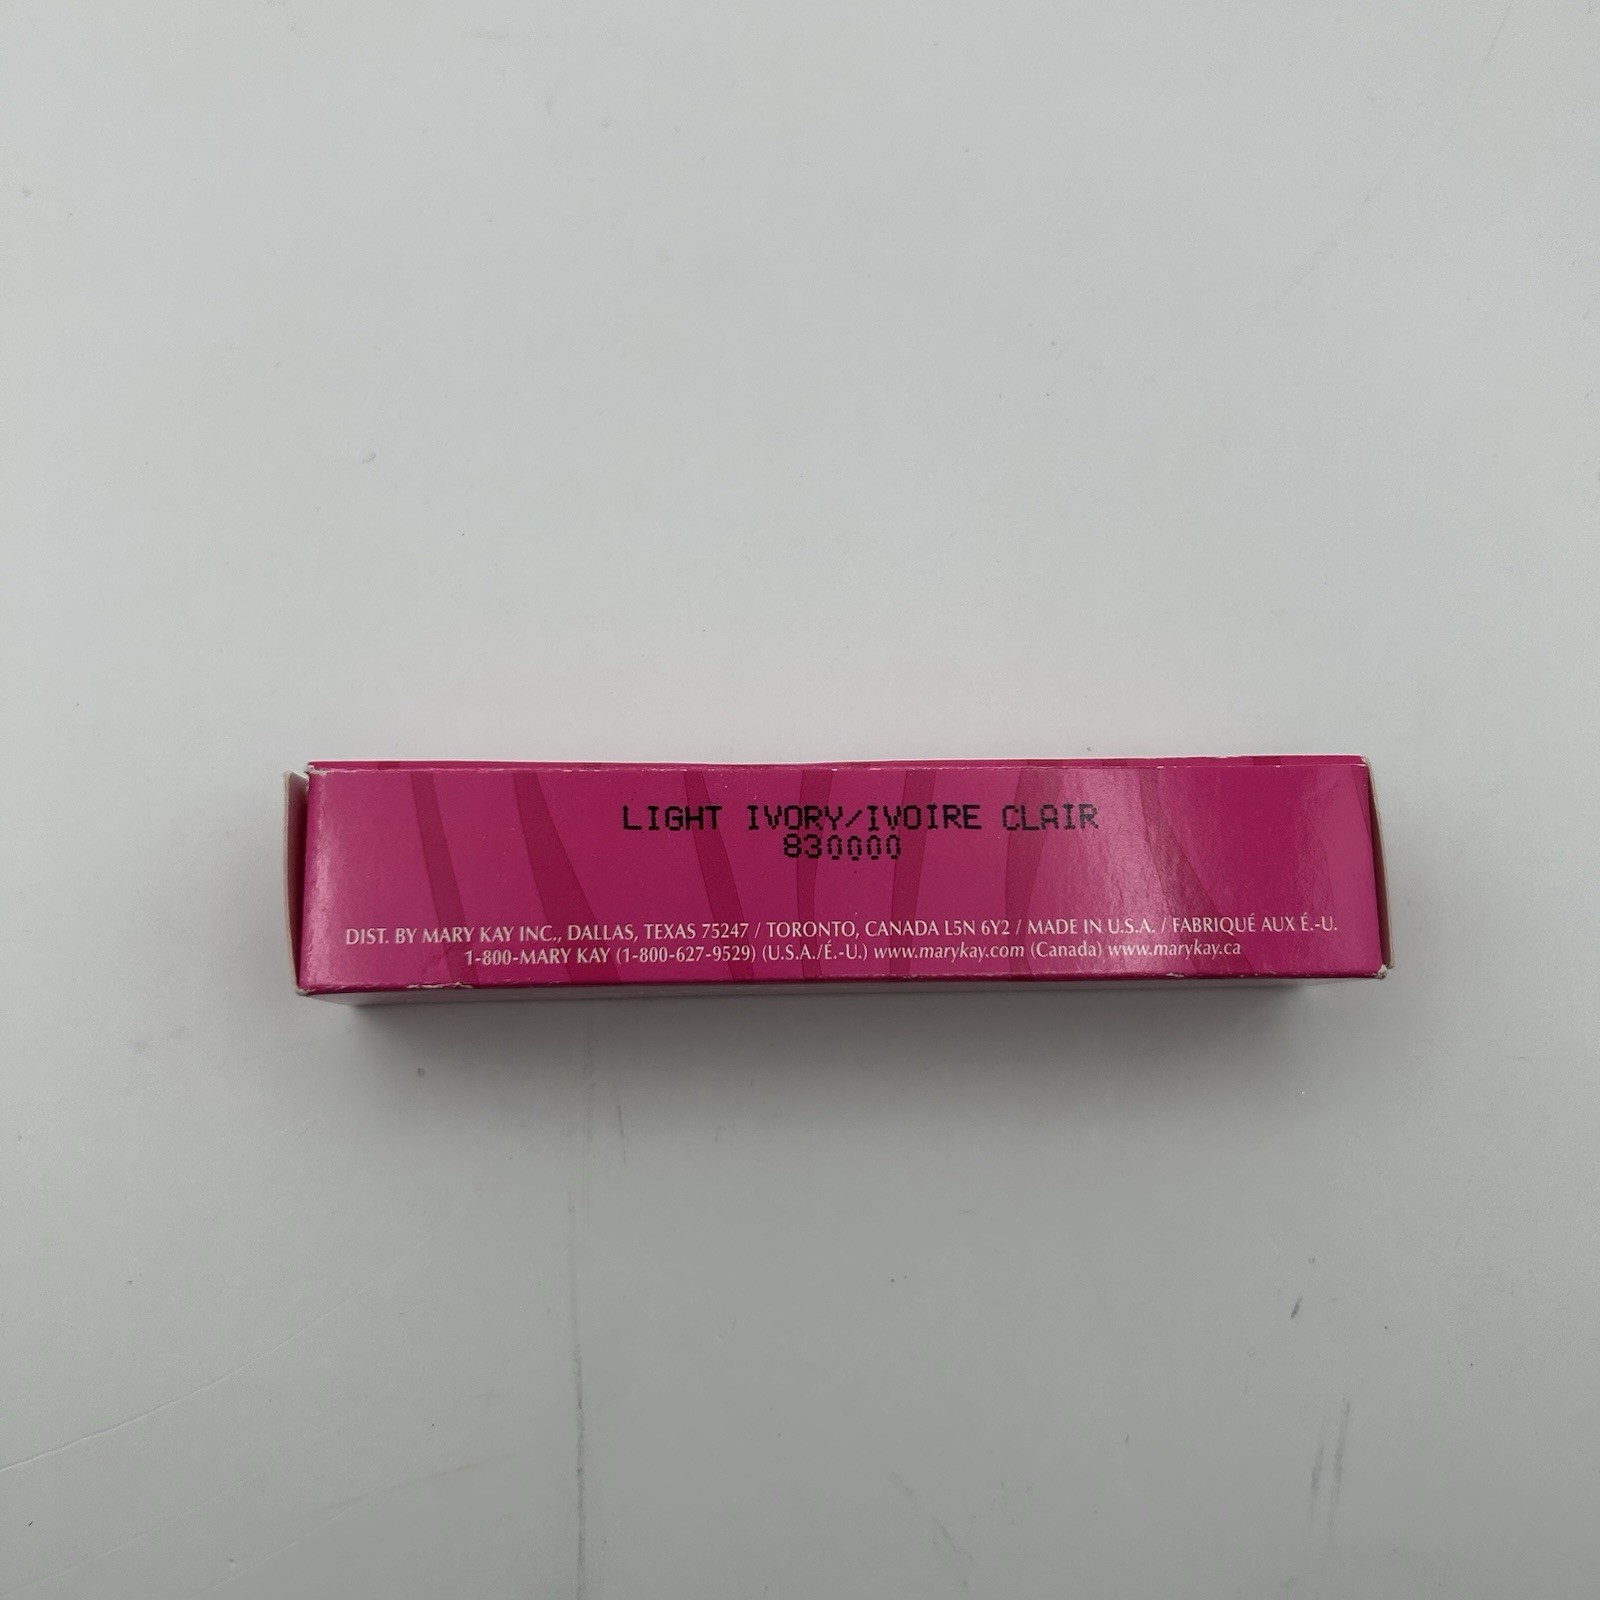 LIGHT IVORY/IVOIRE CLAIR
830000
DIST. BY MARY KAY INC., DALLAS, TEXAS 75247 / TORONTO, CANADA L5N 6Y2 / MADE IN U.S.A. / FABRIQUÉ AUX É.-U.
1-800-MARY KAY (1-800-627-9529) (U.S.A./É.-U.) www.marykay.com (Canada) www.marykay.ca